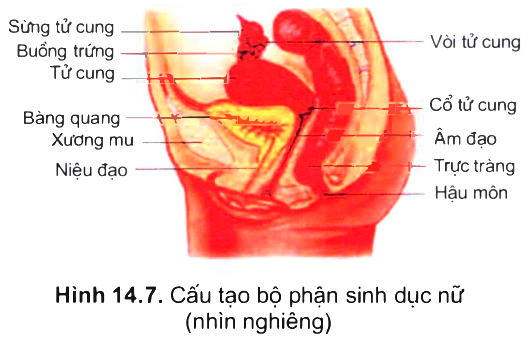 Sừng tử cung
Buồng trứng
Tử cung
Bàng quang
Xương mu
Niệu đạo
Vòi tử cung
Cổ tử cung
Âm đạo
Trực tràng
Hậu môn
Hình 14.7. Cấu tạo bộ phận sinh dục nữ
(nhìn nghiêng)